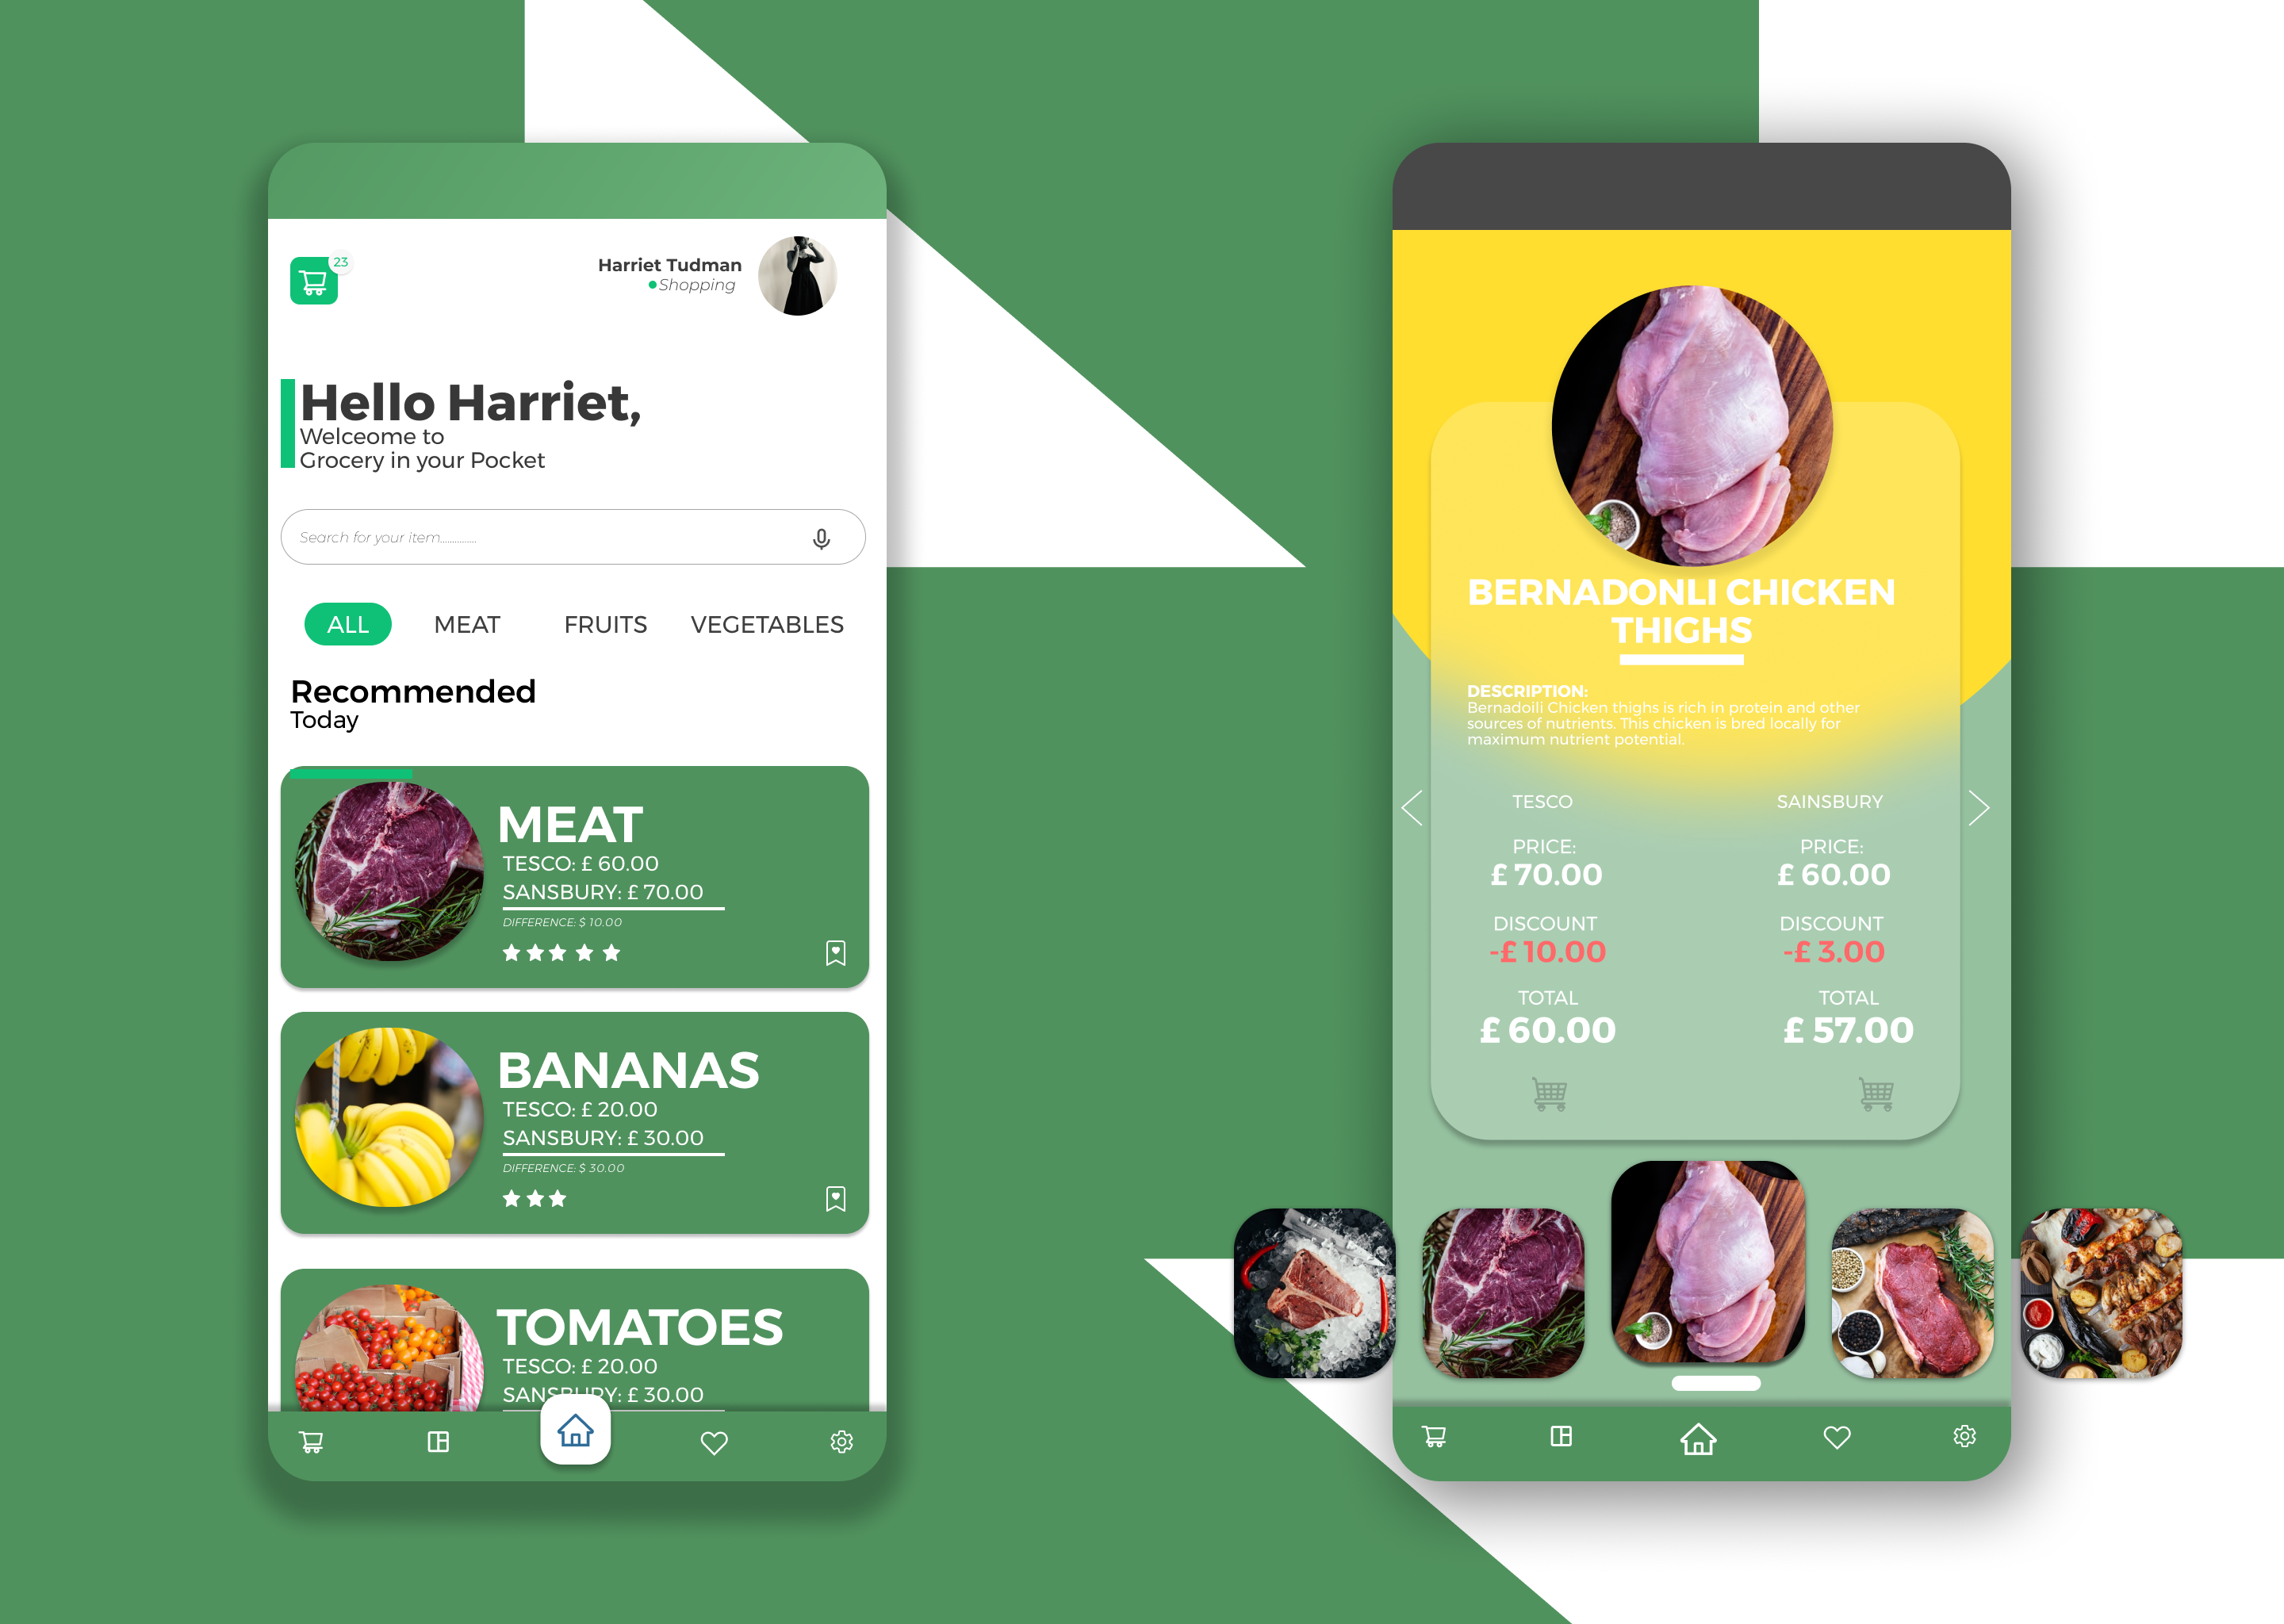 23
Harriet Tudman
Shopping
Hello Harriet,
Welceome to
Grocery in your Pocket
Search for your item...............
ALL MEAT FRUITS VEGETABLES
Recommended
Today
MEAT
TESCO: £ 60.00
SANSBURY: £ 70.00
DIFFERENCE: $ 10.00
BANANAS
TESCO: £ 20.00
SANSBURY: £ 30.00
DIFFERENCE: $ 30.00
TOMATOES
TESCO: £ 20.00
SANSBURY: £ 30.00
BERNADONLI CHICKEN
THIGHS
DESCRIPTION:
Bernadoili Chicken thighs is rich in protein and other
sources of nutrients. This chicken is bred locally for
maximum nutrient potential.
TESCO SAINSBURY
PRICE: PRICE:
£ 70.00 £ 60.00
DISCOUNT DISCOUNT
-£ 10.00 -£ 3.00
TOTAL TOTAL
£ 60.00 £ 57.00